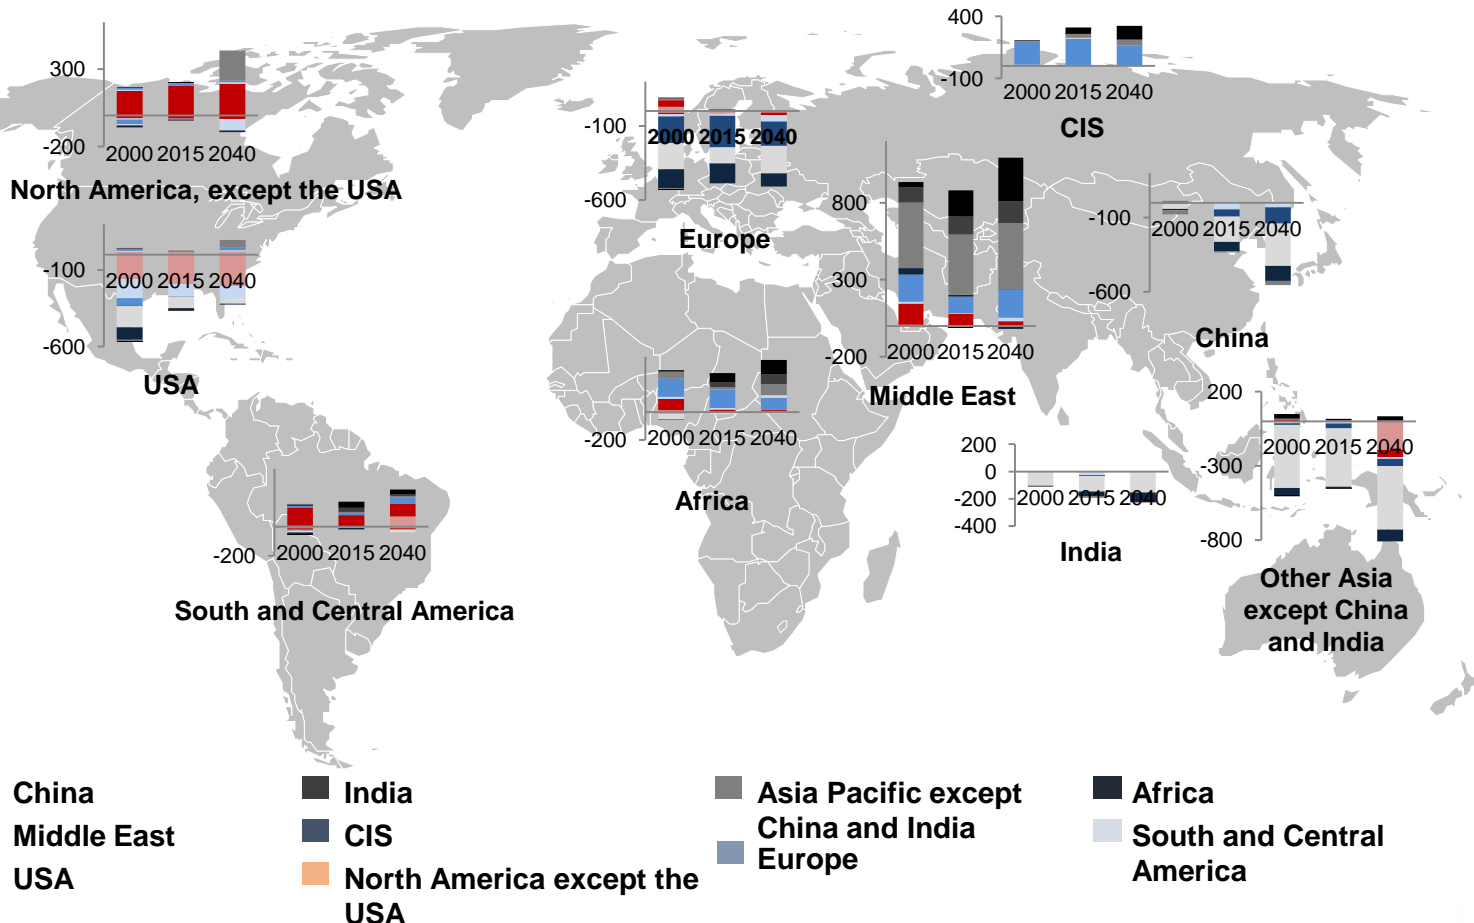 300
-200
2000 2015 2040
North America, except the USA
-100
-600
2000 2015 2040
USA
-200
2000 2015 2040
South and Central America
-100
-600
2000 2015 2040
Europe
-200
2000 2015 2040
Africa
400
-100
2000 2015 2040
CIS
800
300
-200
2000 2015 2040
Middle East
-100
-600
2000 2015 2040
China
200
0
-200
-400
2000 2015 2040
India
200
-300
-800
2000 2015 2040
Other Asia
except China
and India
China
India
Asia Pacific except
China and India
Africa
Middle East
CIS
Europe
South and Central
America
USA
North America except the
USA